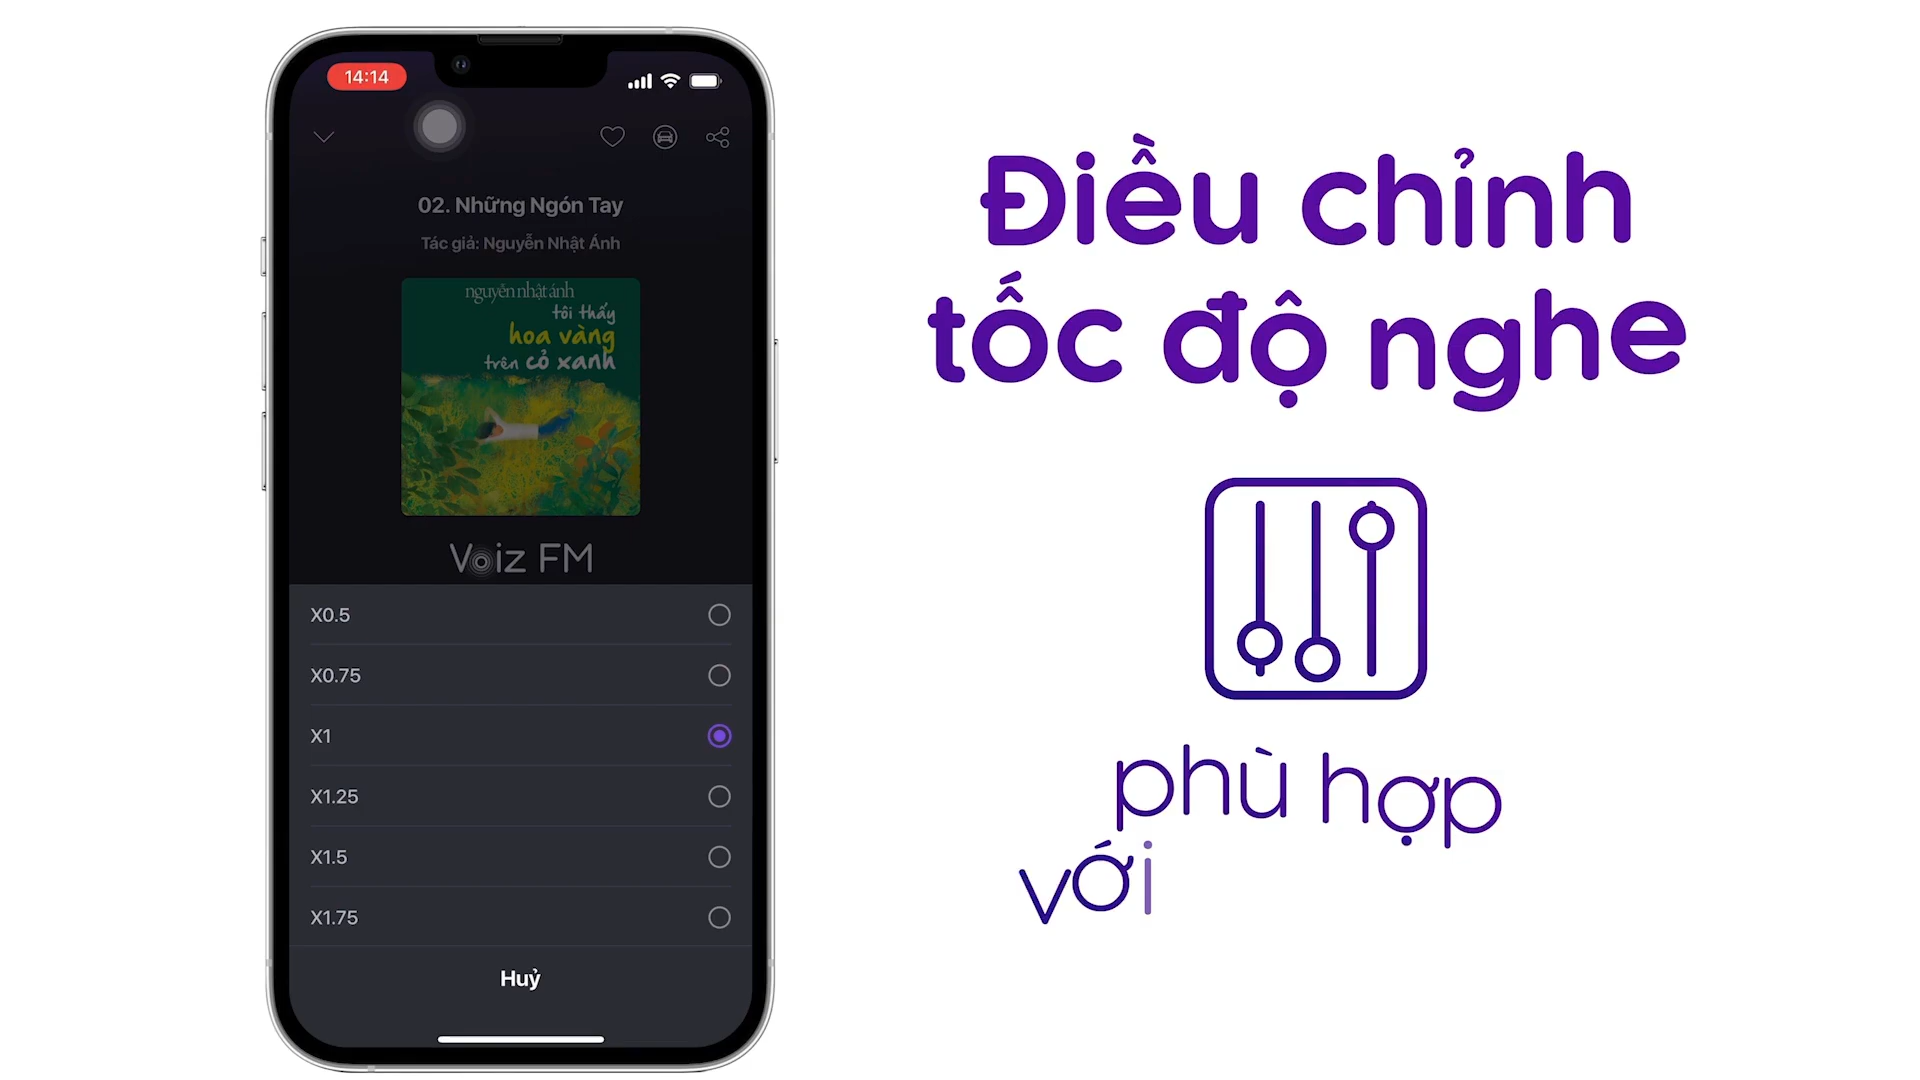 14:14
02. Những Ngón Tay
Tác giả: Nguyễn Nhật Ánh
nguyễn nhật ánh
tôi thấy
hoa vàng
trên cỏ xanh
Voiz FM
X0.5
X0.75
X1
X1.25
X1.5
X1.75
Huỷ
Điều chỉnh
tốc độ nghe
phù hợp
với